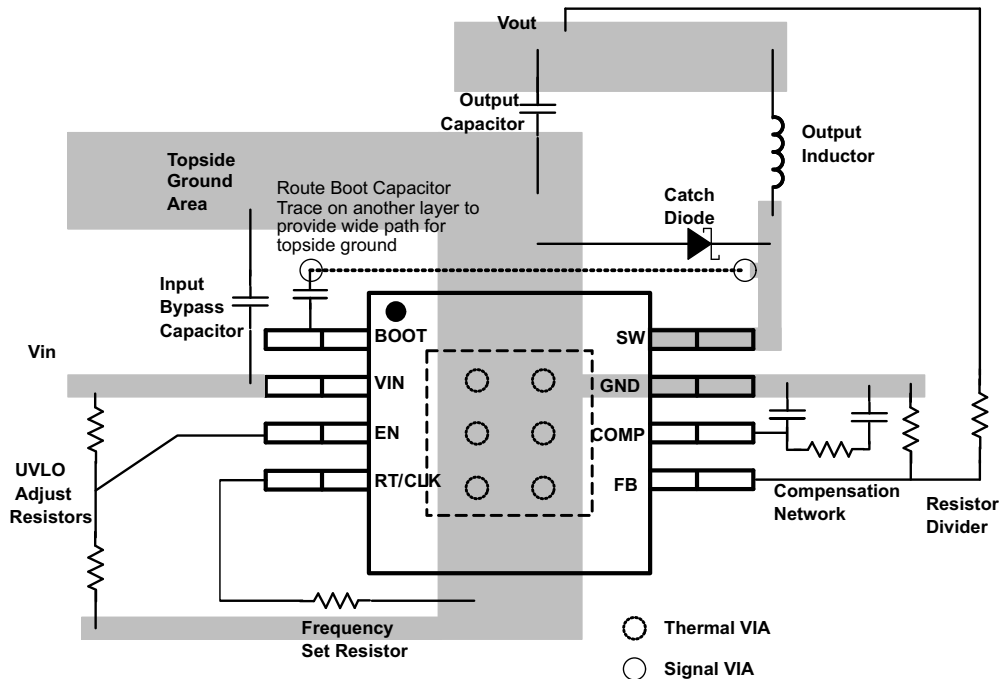 Vout
Output
Capacitor
Output
Inductor
Topside
Ground
Area
Route Boot Capacitor
Trace on another layer to
provide wide path for
topside ground
Catch
Diode
Input
Bypass
Capacitor
Vin
BOOT
SW
VIN
GND
EN
COMP
RT/CLK
FB
UVLO
Adjust
Resistors
Compensation
Network
Resistor
Divider
Frequency
Set Resistor
Thermal VIA
Signal VIA